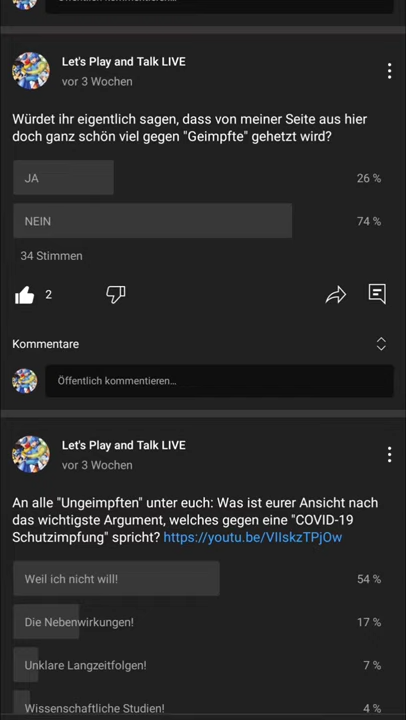 Öffentlich kommentieren...
Let's Play and Talk LIVE
vor 3 Wochen
Würdet ihr eigentlich sagen, dass von meiner Seite aus hier
doch ganz schön viel gegen "Geimpfte" gehetzt wird?
JA 26 %
NEIN 74 %
34 Stimmen
2
Kommentare
Öffentlich kommentieren...
Let's Play and Talk LIVE
vor 3 Wochen
An alle "Ungeimpften" unter euch: Was ist eurer Ansicht nach
das wichtigste Argument, welches gegen eine "COVID-19
Schutzimpfung" spricht? https://youtu.be/VIIskzTPjOw
Weil ich nicht will! 54 %
Die Nebenwirkungen! 17 %
Unklare Langzeitfolgen! 7 %
Wissenschaftliche Studien! 4 %